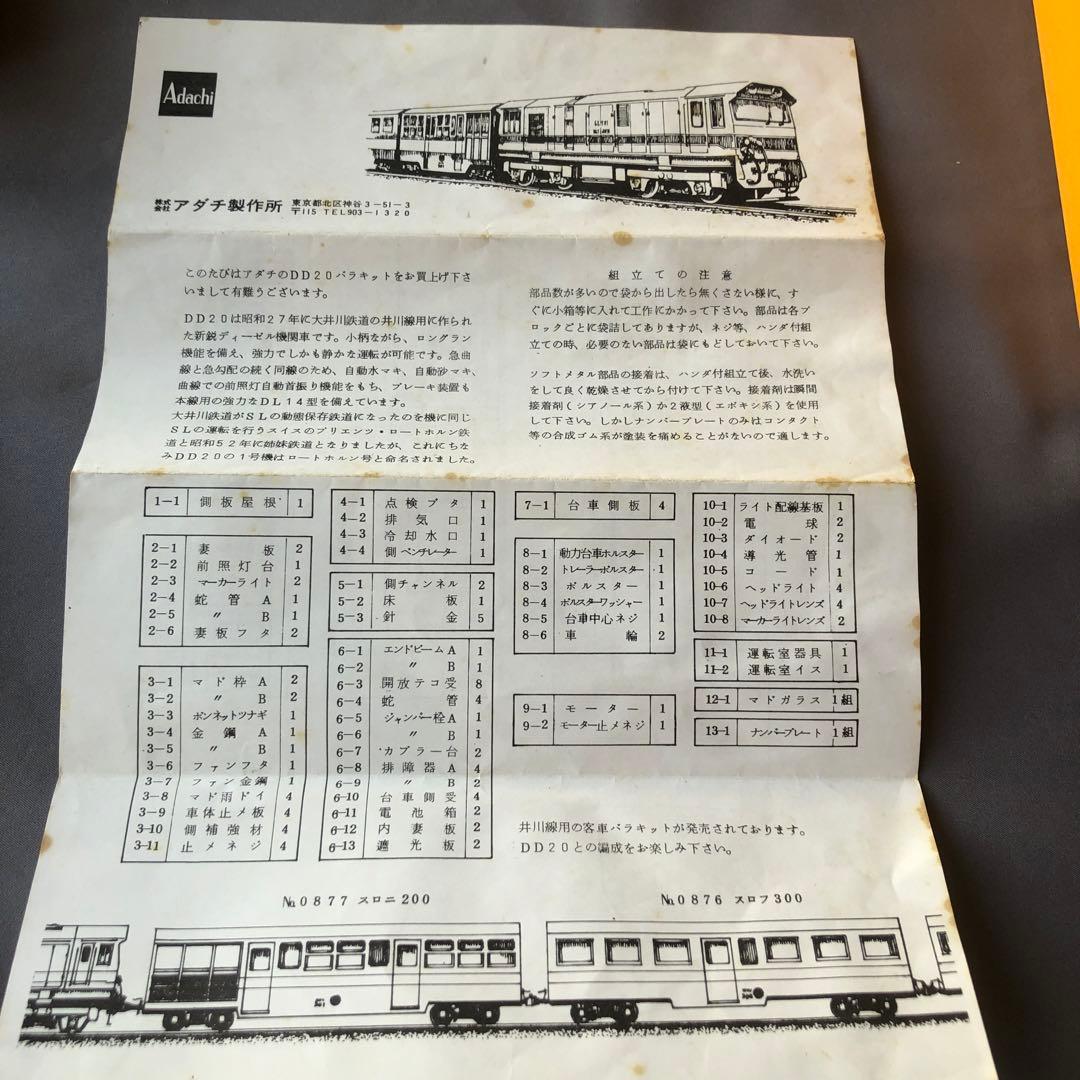 Adachi
株式会社 アダチ製作所 東京都北区神谷3-51-3
〒115 TEL903-1320
このたびはアダチのDD20バラキットをお買上げ下さ
いまして有難うございます。
DD20は昭和27年に大井川鉄道の井川線用に作られ
た新鋭ディーゼル機関車です。小柄ながら、ロングラン
機能を備え、強力でしかも静かな運転が可能です。急曲
線と急勾配の続く同線のため、自動水マキ、自動砂マキ、
曲線での前照灯自動首振り機能をもち、ブレーキ装置も
本線用の強力なDL14型を備えています。
大井川鉄道がSLの動態保存鉄道になったのを機に同じ
SLの運転を行うスイスのブリエンツ・ロートホルン鉄
道と昭和52年に姉妹鉄道となりましたが、これにちな
みDD20の1号機はロートホルン号と命名されました。
組立ての注意
部品数が多いので袋から出したら無くさない様に、す
ぐに小箱等に入れて工作にかかって下さい。部品は各ブ
ロックごとに袋詰してありますが、ネジ等、ハンダ付組
立ての時、必要のない部品は袋にもどしておいて下さい。
ソフトメタル部品の接着は、ハンダ付組立て後、水洗い
をして良く乾燥させてから付けて下さい。接着剤は瞬間
接着剤(シアノール系)か2液型(エポキシ系)を使用
して下さい。しかしナンバープレートのみはコンタクト
等の合成ゴム系が塗装を痛めることがないので適します。
1-1 側板屋根 1
2-1 妻板 2
2-2 前照灯台 1
2-3 マーカーライト 2
2-4 蛇管A 1
2-5 〃B 1
2-6 妻板フタ 2
3-1 マド枠A 2
3-2 〃B 2
3-3 ボンネットツナギ 1
3-4 金鋼A 1
3-5 〃B 1
3-6 ファンフタ 1
3-7 ファン金鋼 1
3-8 マド雨ドイ 4
3-9 車体止メ板 4
3-10 側補強材 4
3-11 止メネジ 4
4-1 点検ブタ 1
4-2 排気口 1
4-3 冷却水口 1
4-4 側ベンチレーター 1
5-1 側チャンネル 2
5-2 床板 1
5-3 針金 5
6-1 エンドビームA 1
6-2 〃B 1
6-3 開放テコ受 8
6-4 蛇管 4
6-5 ジャンパー栓A 1
6-6 〃B 1
6-7 カプラー台 2
6-8 排障器A 4
6-9 〃B 2
6-10 台車側受 4
6-11 電池箱 2
6-12 内妻板 2
6-13 遮光板 2
7-1 台車側板 4
8-1 動力台車ボルスター 1
8-2 トレーラーボルスター 1
8-3 ボルスター 1
8-4 ボルスターワッシャー 1
8-5 台車中心ネジ 1
8-6 車輪 2
9-1 モーター 1
9-2 モーター止メネジ 1
10-1 ライト配線基板 1
10-2 電球 2
10-3 ダイオード 2
10-4 導光管 1
10-5 コード 1
10-6 ヘッドライト 4
10-7 ヘッドライトレンズ 4
10-8 マーカーライトレンズ 2
11-1 運転室器具 1
11-2 運転室イス 1
12-1 マドガラス 1組
13-1 ナンバープレート 1組
井川線用の客車バラキットが発売されております。
DD20との編成をお楽しみ下さい。
№0877 スロニ200
№0876 スロフ300